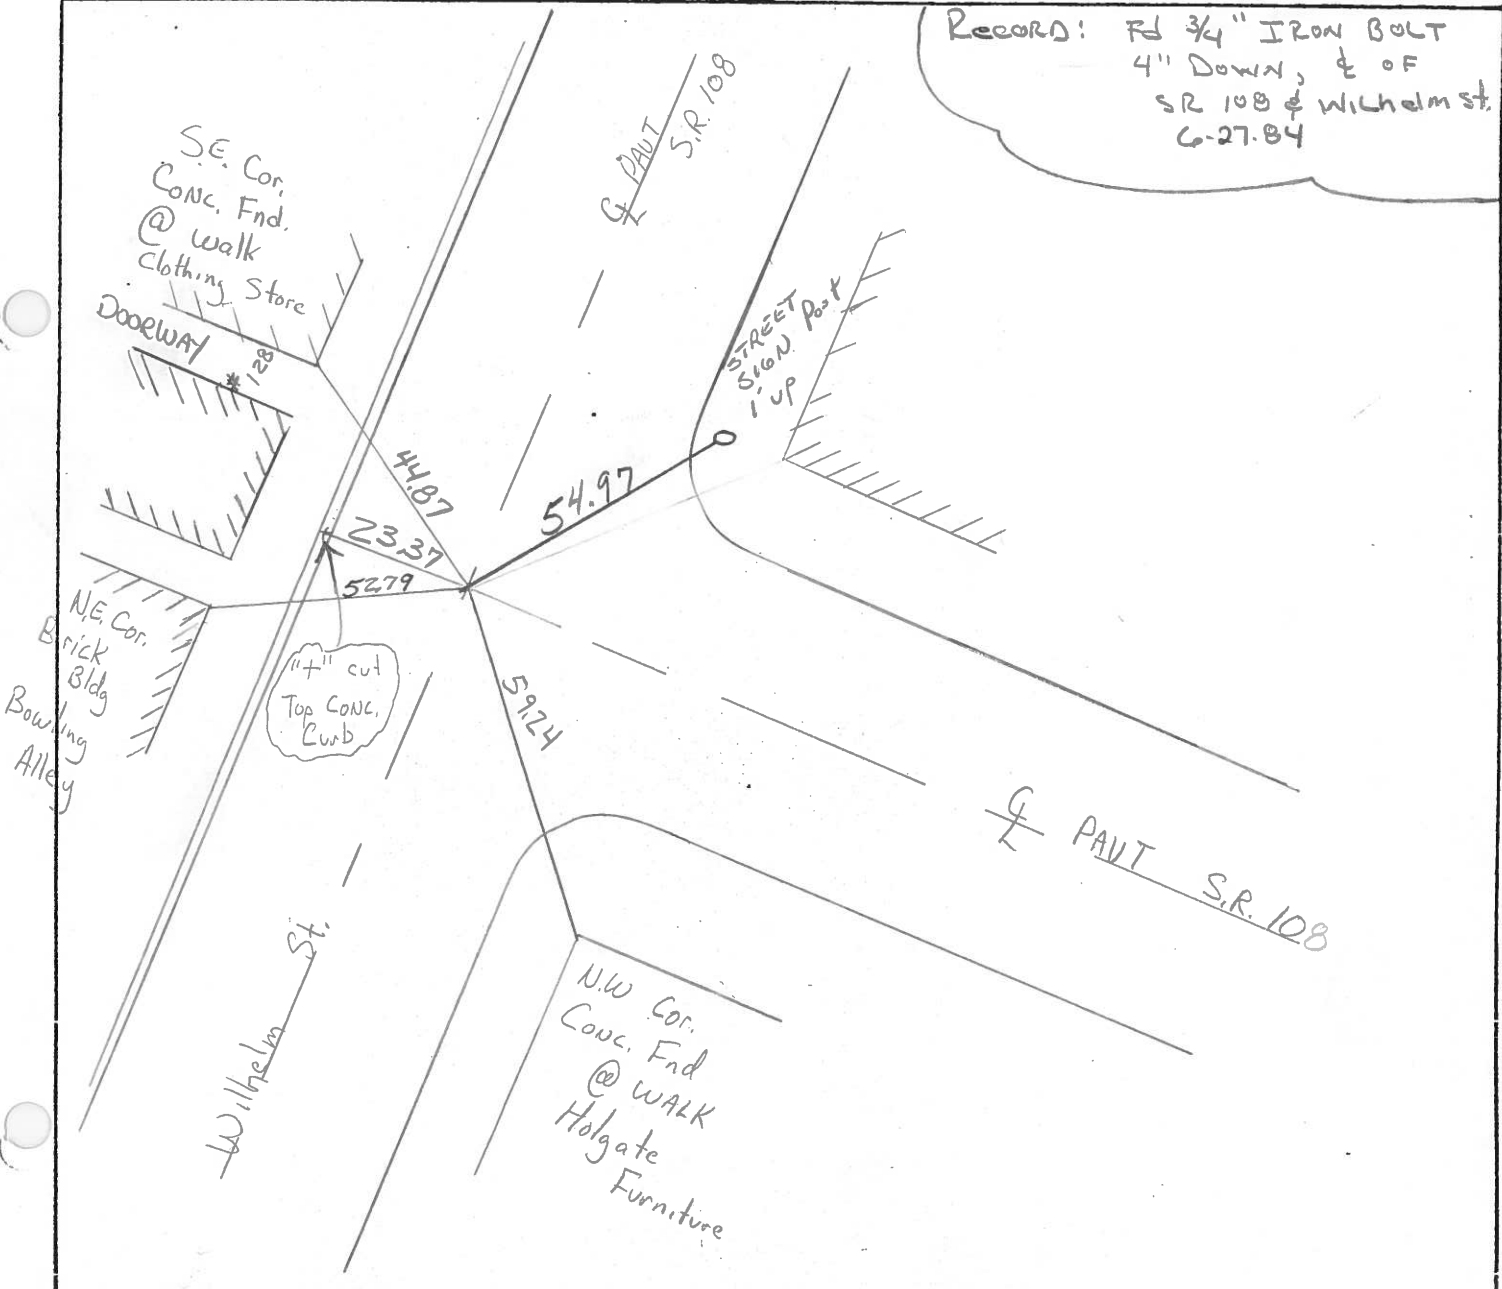 RECORD: Fd 3/4" IRON BOLT
4" DOWN, ℄ OF
SR 108 & Wilhelm St.
6-27-84
℄ PAVT
S.R. 108
S.E. Cor.
Conc. Fnd.
@ walk
Clothing Store
DOORWAY
* 128
STREET
SIGN Post
1' UP
44.87
54.97
23.37
52.79
N.E. Cor.
Brick
Bldg
Bowling
Alley
"+" cut
Top Conc.
Curb
59.24
℄ PAVT S.R. 108
Wilhelm St.
N.W Cor.
Conc. Fnd
@ WALK
Holgate
Furniture